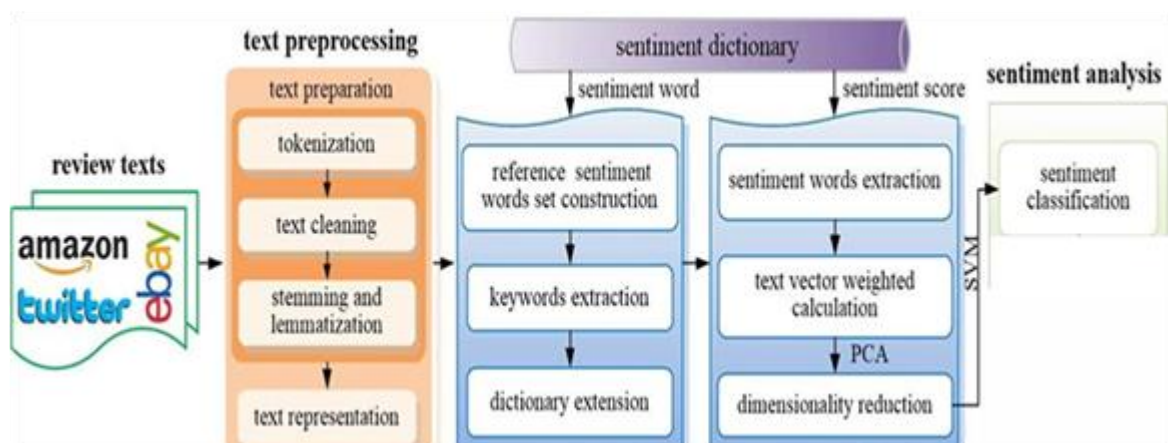 text preprocessing
sentiment dictionary
sentiment analysis
text preparation
sentiment word
sentiment score
tokenization
review texts
reference sentiment
words set construction
sentiment words extraction
sentiment
classification
amazon
ebay
twitter
text cleaning
SVM
stemming and
lemmatization
keywords extraction
text vector weighted
calculation
PCA
text representation
dictionary extension
dimensionality reduction